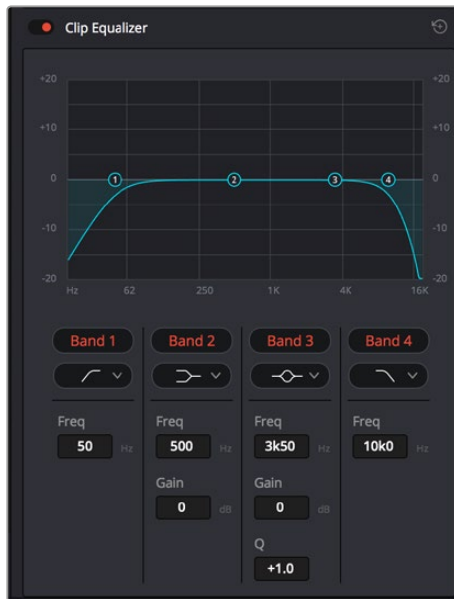 Clip Equalizer
+20 +20
+10 +10
0 1 2 3 4 0
-10 -10
-20 -20
Hz 62 250 1K 4K 16K
Band 1 Band 2 Band 3 Band 4
Freq Freq Freq Freq
50 Hz 500 Hz 3k50 Hz 10k0 Hz
Gain Gain
0 dB 0 dB
Q
+1.0